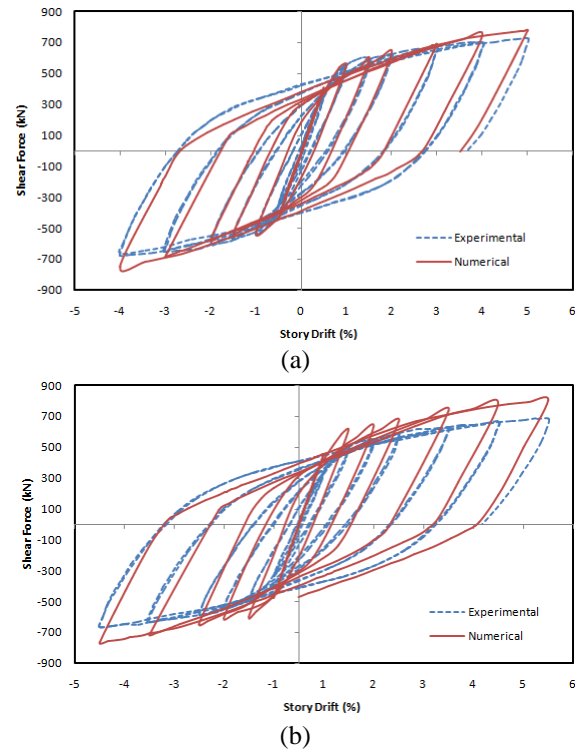 900
700
500
300
100
-100
-300
-500
-700
-900
Shear Force (kN)
Experimental
Numerical
-5 -4 -3 -2 -1 0 1 2 3 4 5 6
Story Drift (%)
(a)
900
700
500
300
100
-100
-300
-500
-700
-900
Shear Force (kN)
Experimental
Numerical
-5 -4 -3 -2 -1 0 1 2 3 4 5 6
Story Drift (%)
(b)